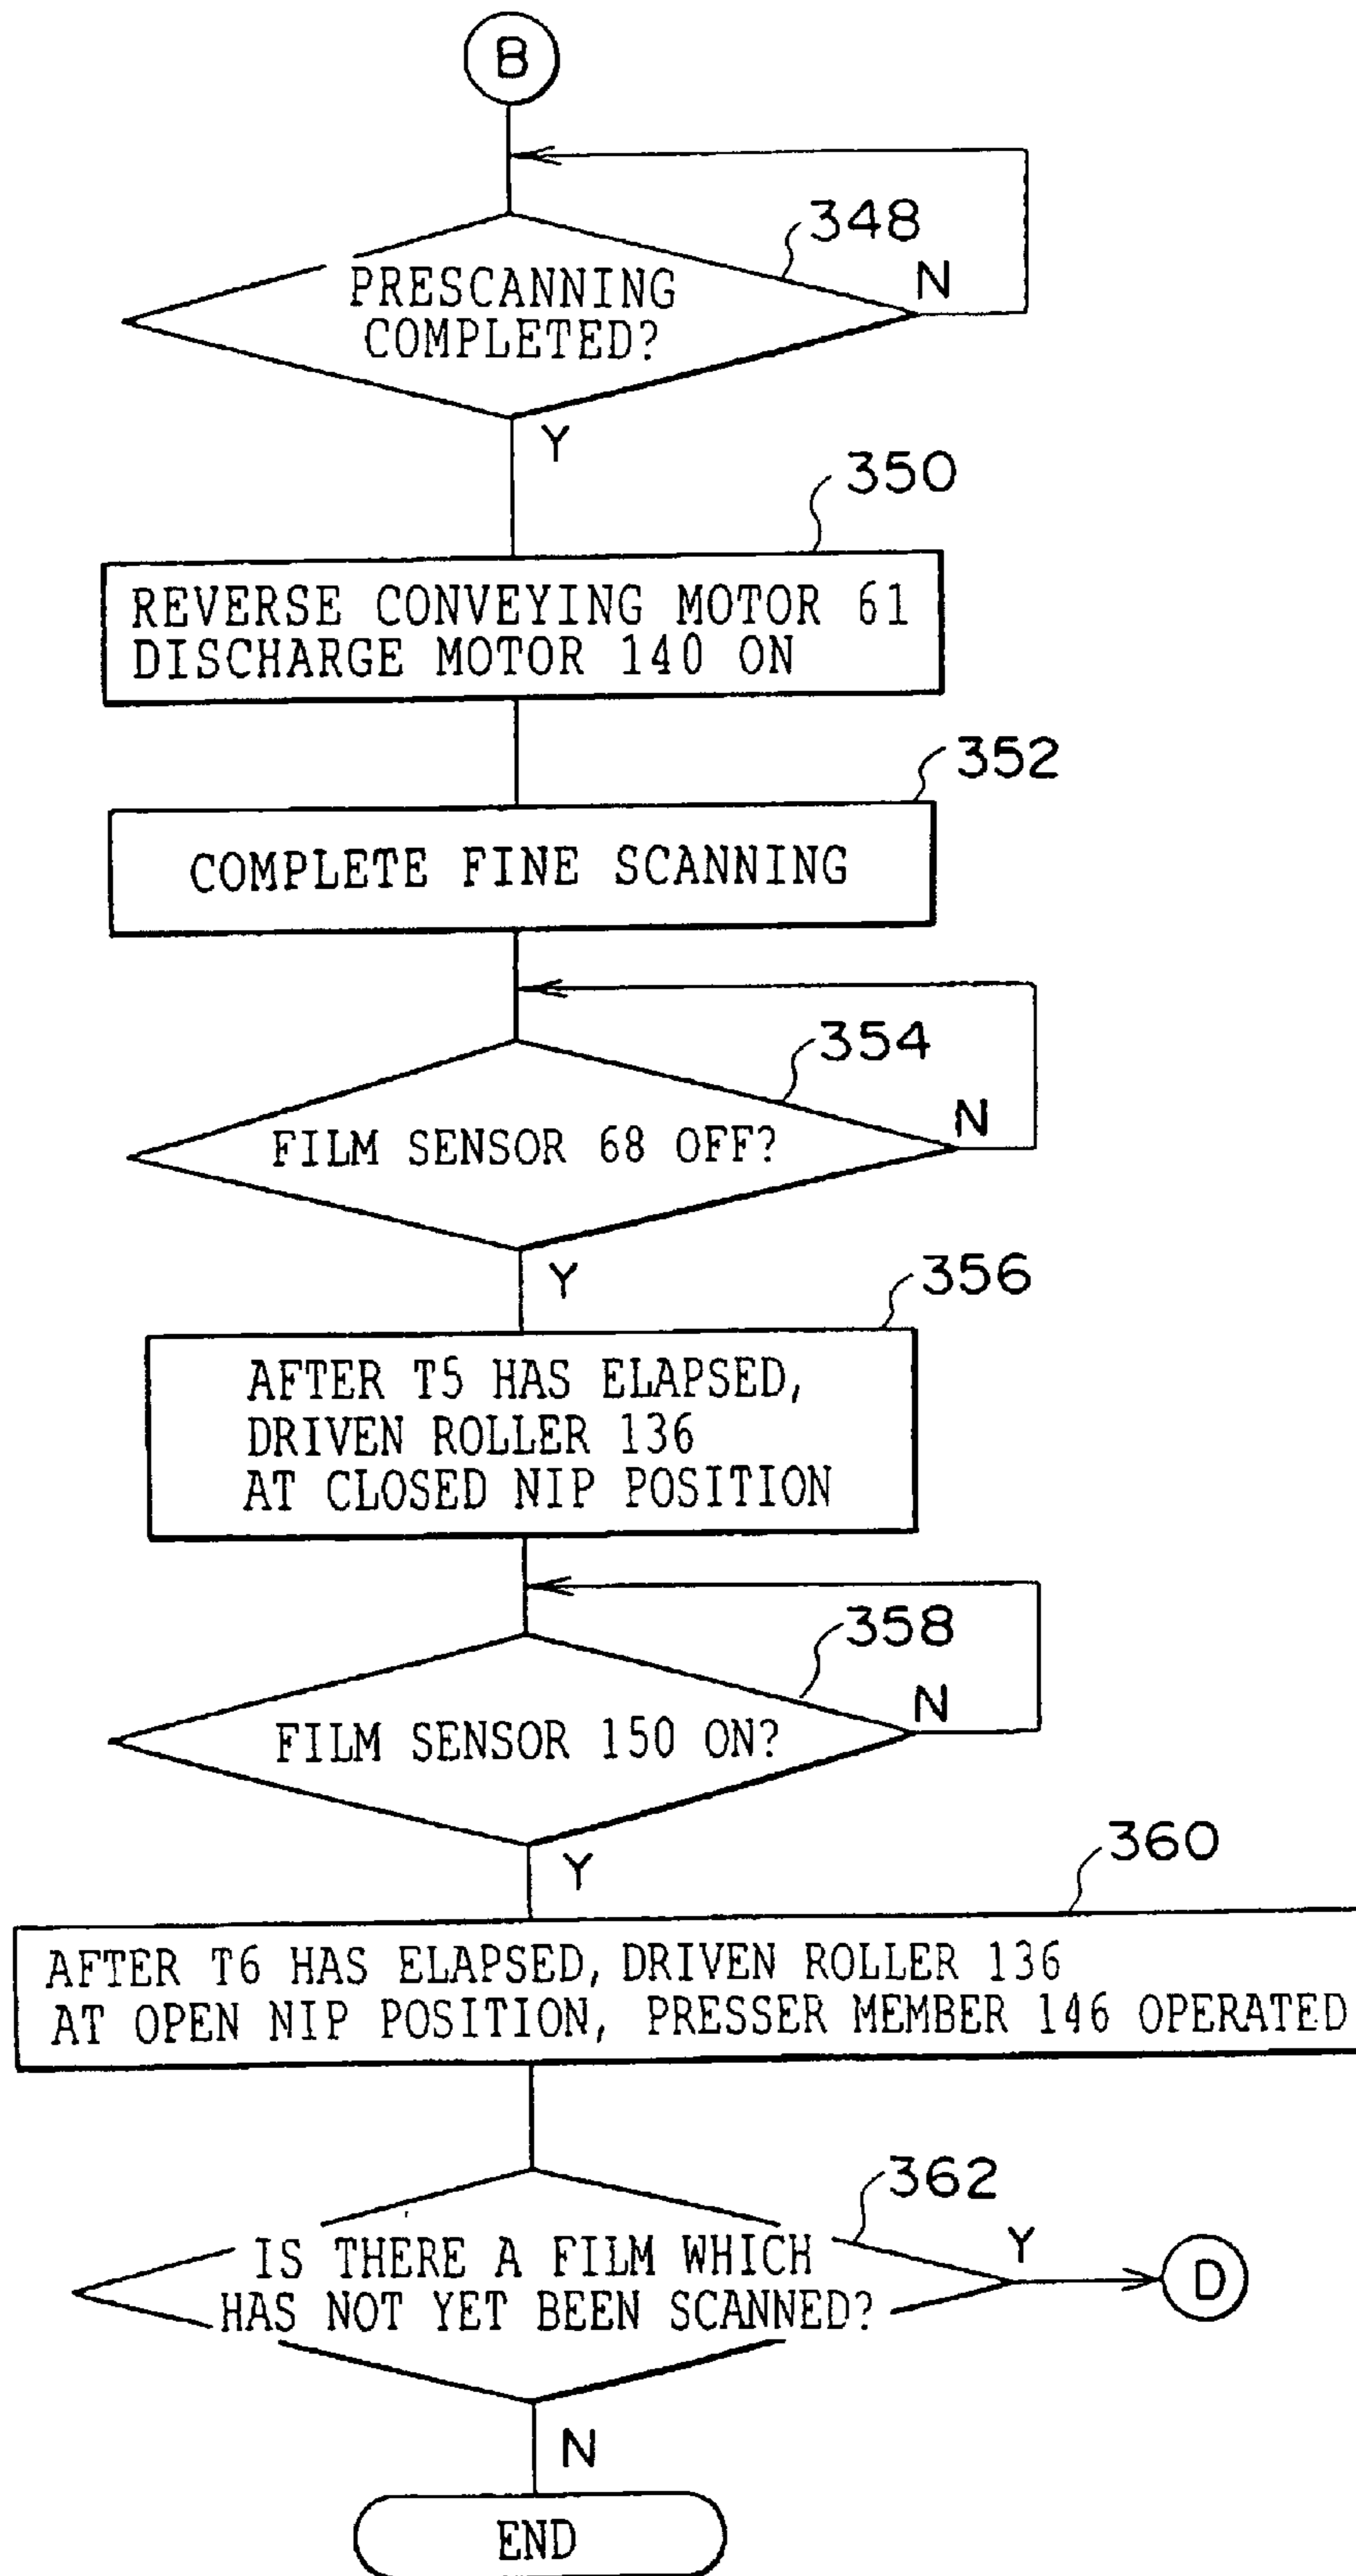 B
348
PRESCANNING
COMPLETED?
N
Y
350
REVERSE CONVEYING MOTOR 61
DISCHARGE MOTOR 140 ON
352
COMPLETE FINE SCANNING
354
FILM SENSOR 68 OFF?
N
Y
356
AFTER T5 HAS ELAPSED,
DRIVEN ROLLER 136
AT CLOSED NIP POSITION
358
FILM SENSOR 150 ON?
N
Y
360
AFTER T6 HAS ELAPSED, DRIVEN ROLLER 136
AT OPEN NIP POSITION, PRESSER MEMBER 146 OPERATED
362
IS THERE A FILM WHICH
HAS NOT YET BEEN SCANNED?
Y
D
N
END